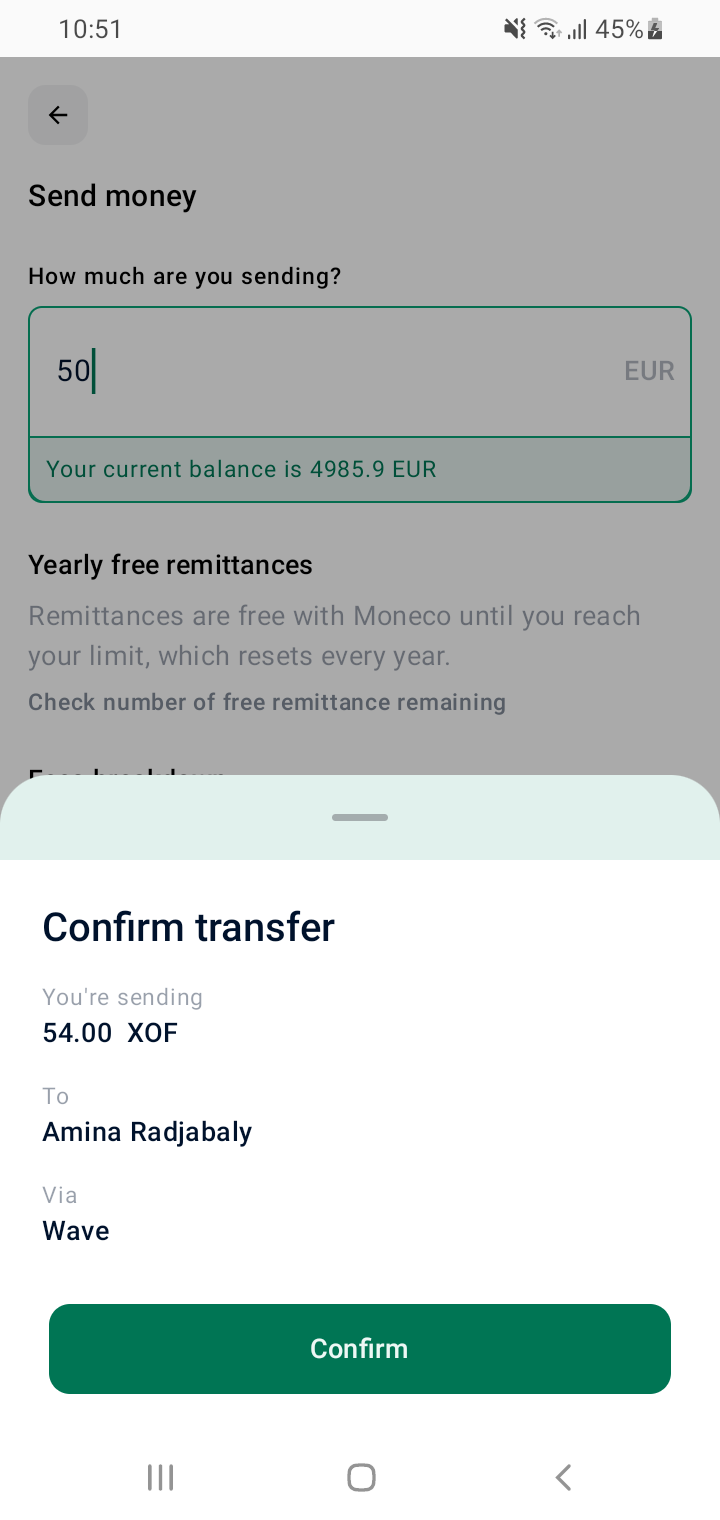 10:51
45%
Send money
How much are you sending?
50
EUR
Your current balance is 4985.9 EUR
Yearly free remittances
Remittances are free with Moneco until you reach
your limit, which resets every year.
Check number of free remittance remaining
Fees breakdown
Confirm transfer
You're sending
54.00 XOF
To
Amina Radjabaly
Via
Wave
Confirm